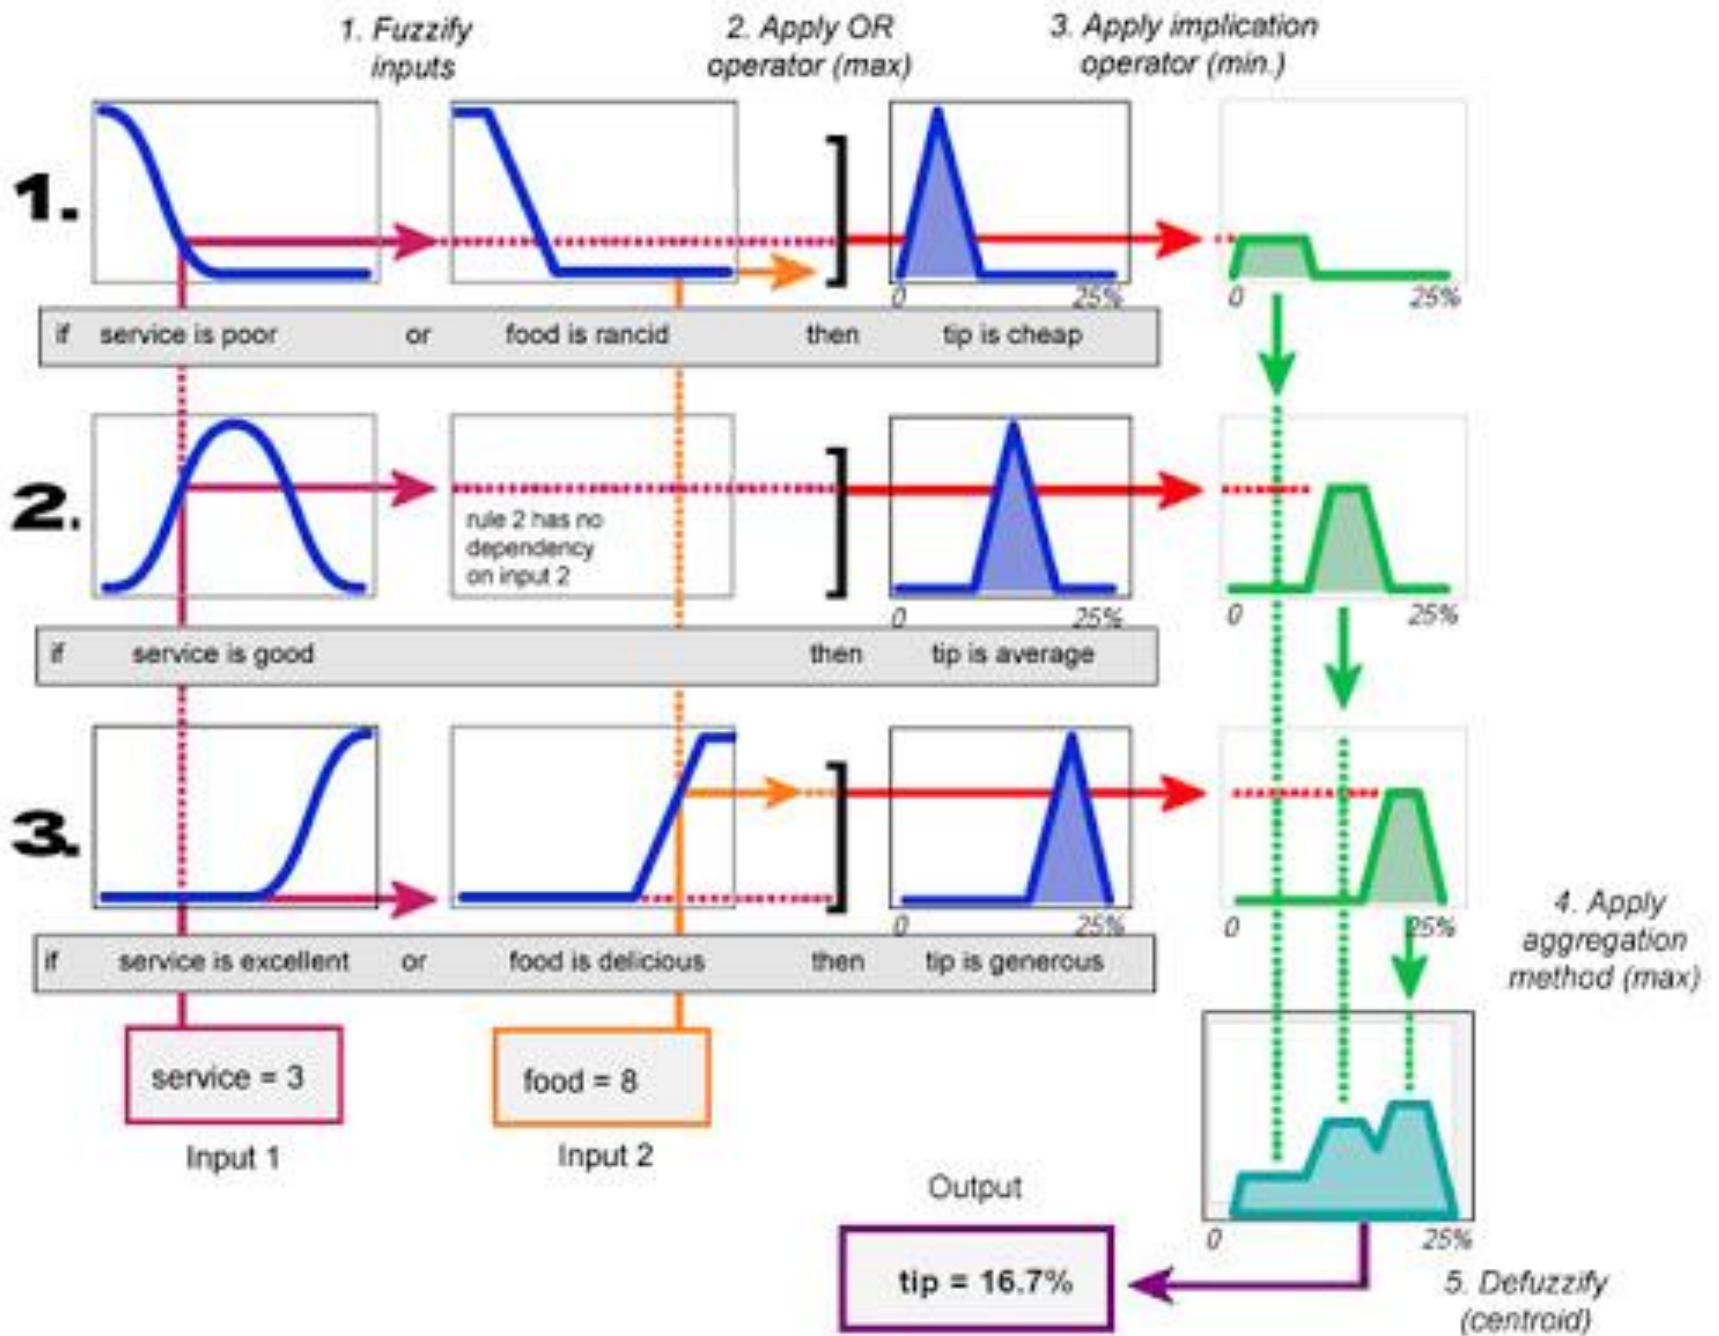 1. Fuzzify
inputs
2. Apply OR
operator (max)
3. Apply implication
operator (min.)
1.
0 25%
0 25%
if service is poor or food is rancid then tip is cheap
2.
rule 2 has no
dependency
on input 2
0 25%
0 25%
if service is good then tip is average
3.
0 25%
0 25%
if service is excellent or food is delicious then tip is generous
4. Apply
aggregation
method (max)
service = 3
food = 8
Input 1
Input 2
0 25%
Output
tip = 16.7%
5. Defuzzify
(centroid)